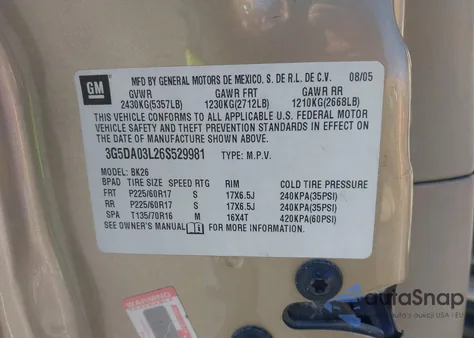 GM
MFD BY GENERAL MOTORS DE MEXICO. S. DE R.L. DE C.V. 08/05
GVWR GAWR FRT GAWR RR
2430KG(5357LB) 1230KG(2712LB) 1210KG(2668LB)
THIS VEHICLE CONFORMS TO ALL APPLICABLE U.S. FEDERAL MOTOR
VEHICLE SAFETY AND THEFT PREVENTION STANDARDS IN EFFECT ON
THE DATE OF MANUFACTURE SHOWN ABOVE.
3G5DA03L26S529981 TYPE: M.P.V.
MODEL: BK26
BPAD TIRE SIZE SPEED RTG RIM COLD TIRE PRESSURE
FRT P225/60R17 S 17X6.5J 240KPA(35PSI)
RR P225/60R17 S 17X6.5J 240KPA(35PSI)
SPA T135/70R16 M 16X4T 420KPA(60PSI)
SEE OWNER'S MANUAL FOR MORE INFORMATION.
WARNING
autaSnap
USA I EU